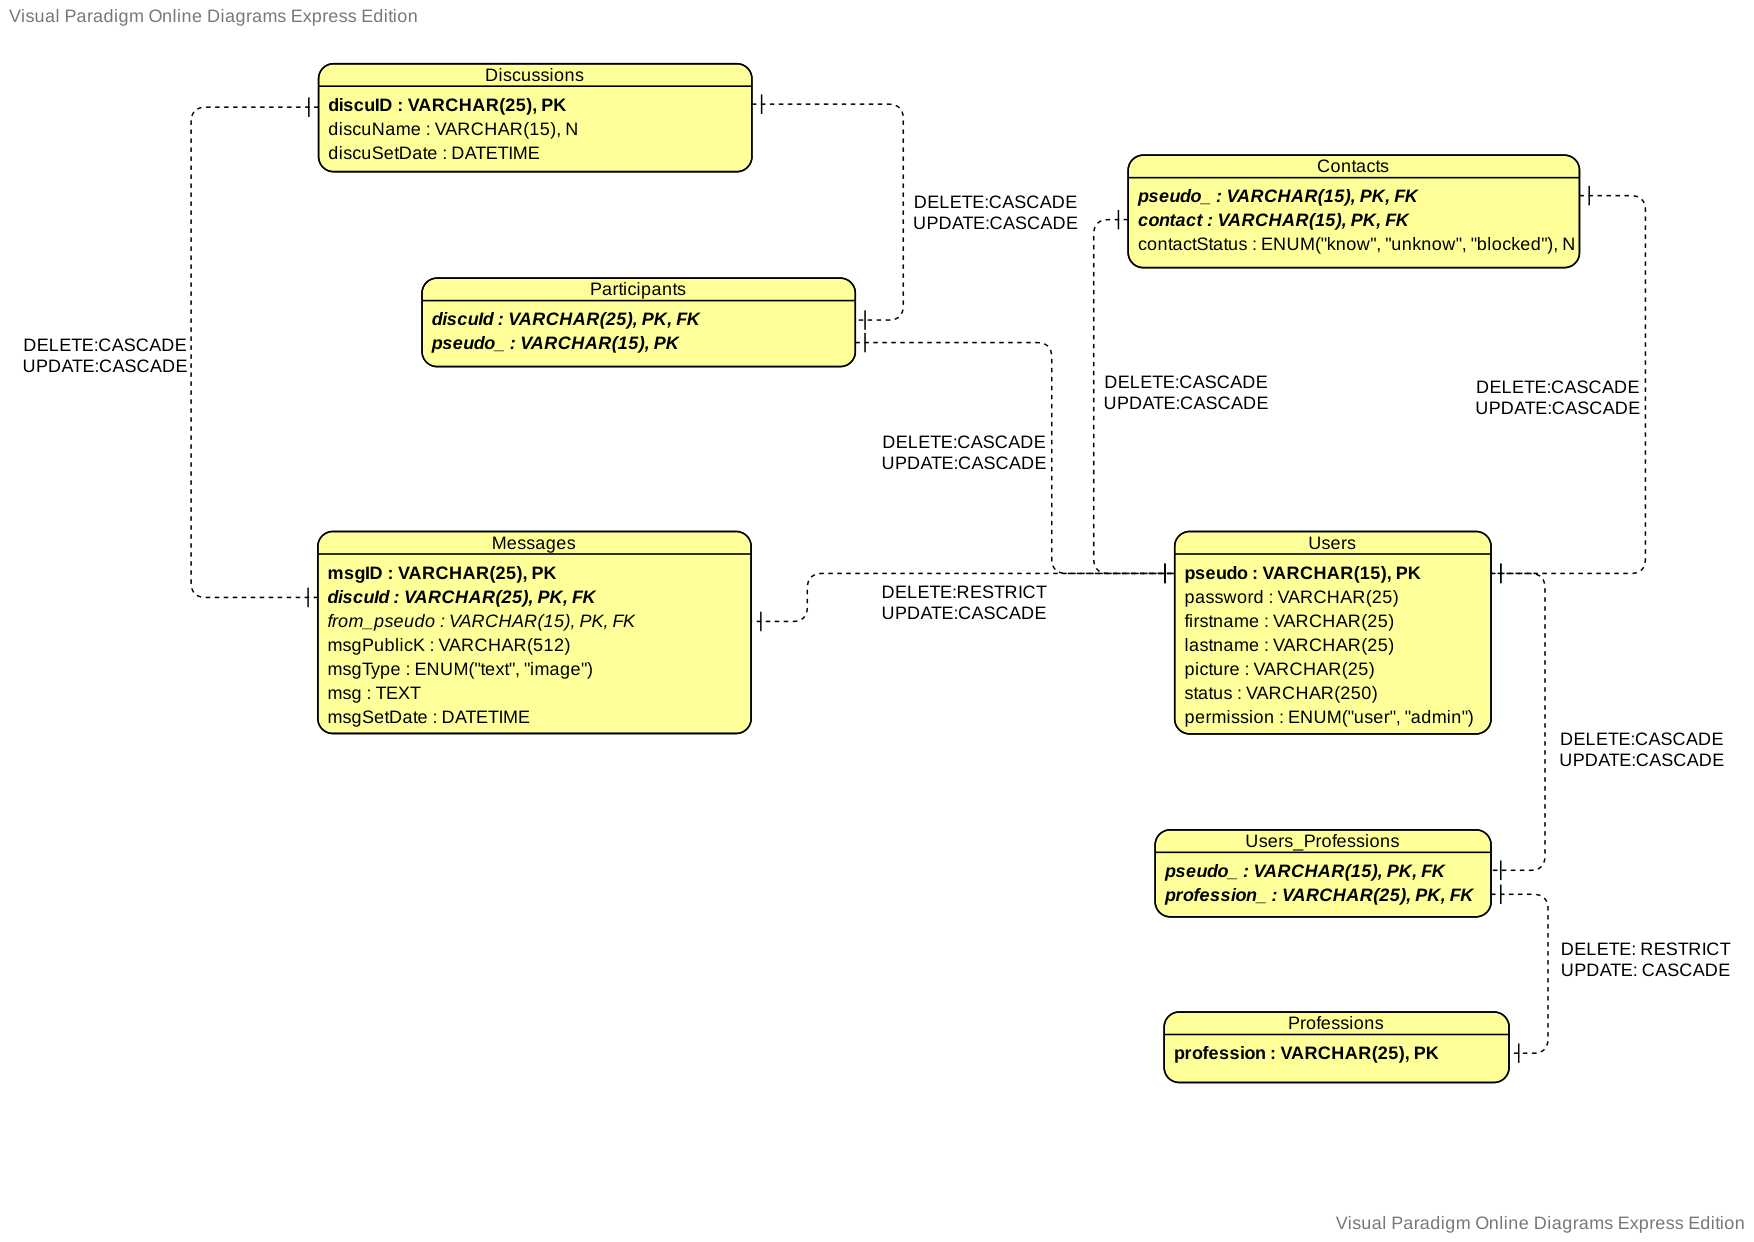 Visual Paradigm Online Diagrams Express Edition
Discussions
discuID : VARCHAR(25), PK
discuName : VARCHAR(15), N
discuSetDate : DATETIME
Contacts
pseudo_ : VARCHAR(15), PK, FK
contact : VARCHAR(15), PK, FK
contactStatus : ENUM("know", "unknow", "blocked"), N
DELETE:CASCADE
UPDATE:CASCADE
Participants
discuId : VARCHAR(25), PK, FK
pseudo_ : VARCHAR(15), PK
DELETE:CASCADE
UPDATE:CASCADE
DELETE:CASCADE
UPDATE:CASCADE
DELETE:CASCADE
UPDATE:CASCADE
DELETE:CASCADE
UPDATE:CASCADE
Messages
msgID : VARCHAR(25), PK
discuId : VARCHAR(25), PK, FK
from_pseudo : VARCHAR(15), PK, FK
msgPublicK : VARCHAR(512)
msgType : ENUM("text", "image")
msg : TEXT
msgSetDate : DATETIME
DELETE:RESTRICT
UPDATE:CASCADE
Users
pseudo : VARCHAR(15), PK
password : VARCHAR(25)
firstname : VARCHAR(25)
lastname : VARCHAR(25)
picture : VARCHAR(25)
status : VARCHAR(250)
permission : ENUM("user", "admin")
DELETE:CASCADE
UPDATE:CASCADE
Users_Professions
pseudo_ : VARCHAR(15), PK, FK
profession_ : VARCHAR(25), PK, FK
DELETE: RESTRICT
UPDATE: CASCADE
Professions
profession : VARCHAR(25), PK
Visual Paradigm Online Diagrams Express Edition